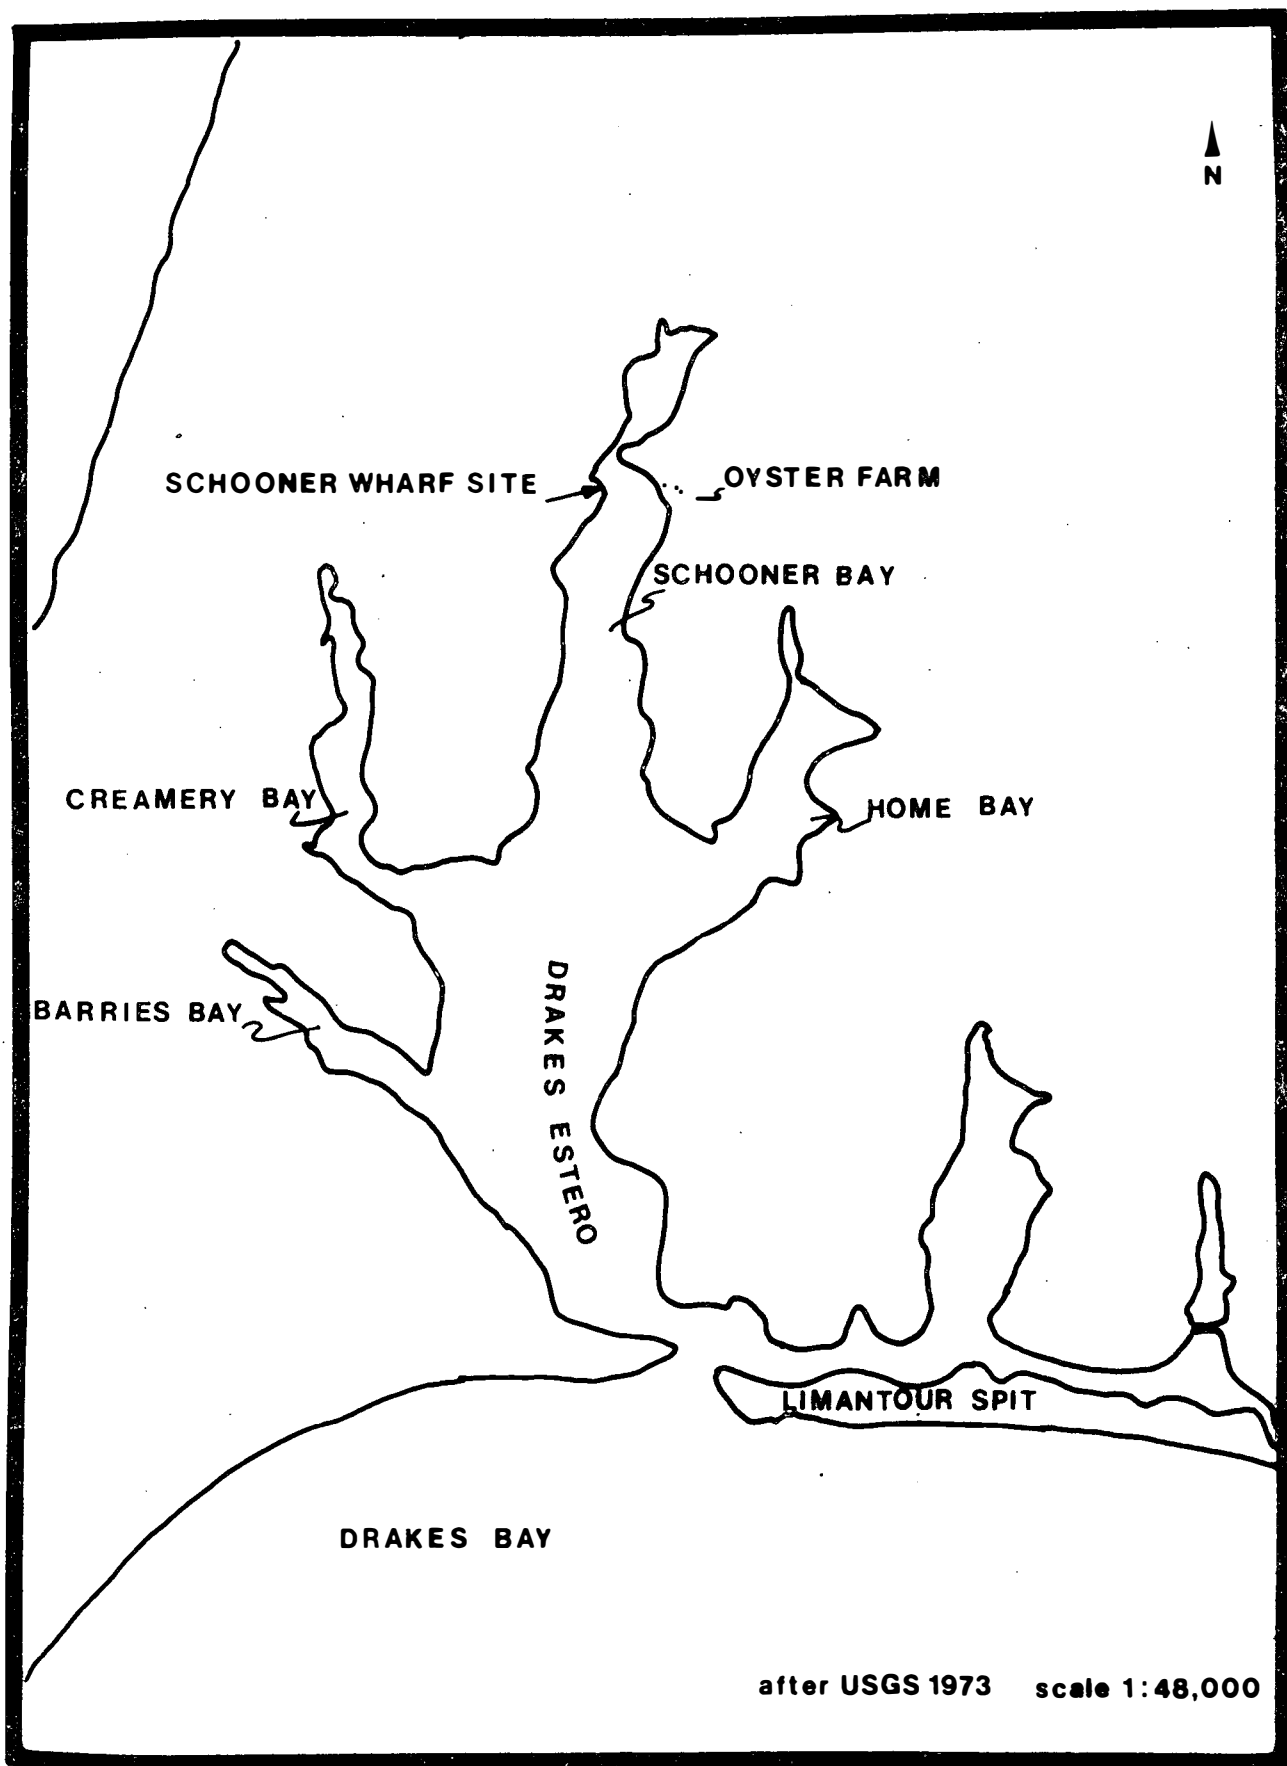 N
SCHOONER WHARF SITE
OYSTER FARM
SCHOONER BAY
CREAMERY BAY
HOME BAY
BARRIES BAY
DRAKES ESTERO
LIMANTOUR SPIT
DRAKES BAY
after USGS 1973 scale 1:48,000